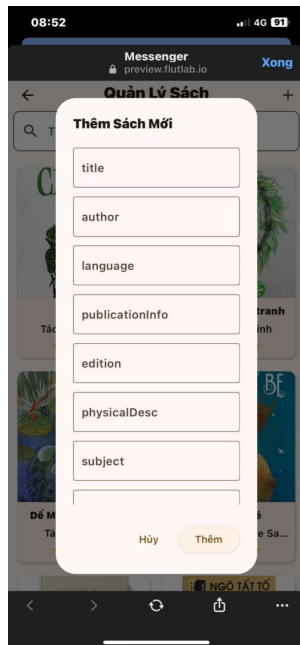 08:52
4G 91
Messenger
preview.flutlab.io
Xong
Quản Lý Sách
T
Thêm Sách Mới
title
author
language
publicationInfo
edition
physicalDesc
subject
C
tranh
Tác
inh
BÉ
Dế M
é
Tá
e Sa...
Hủy
Thêm
NGÔ TẤT TỐ